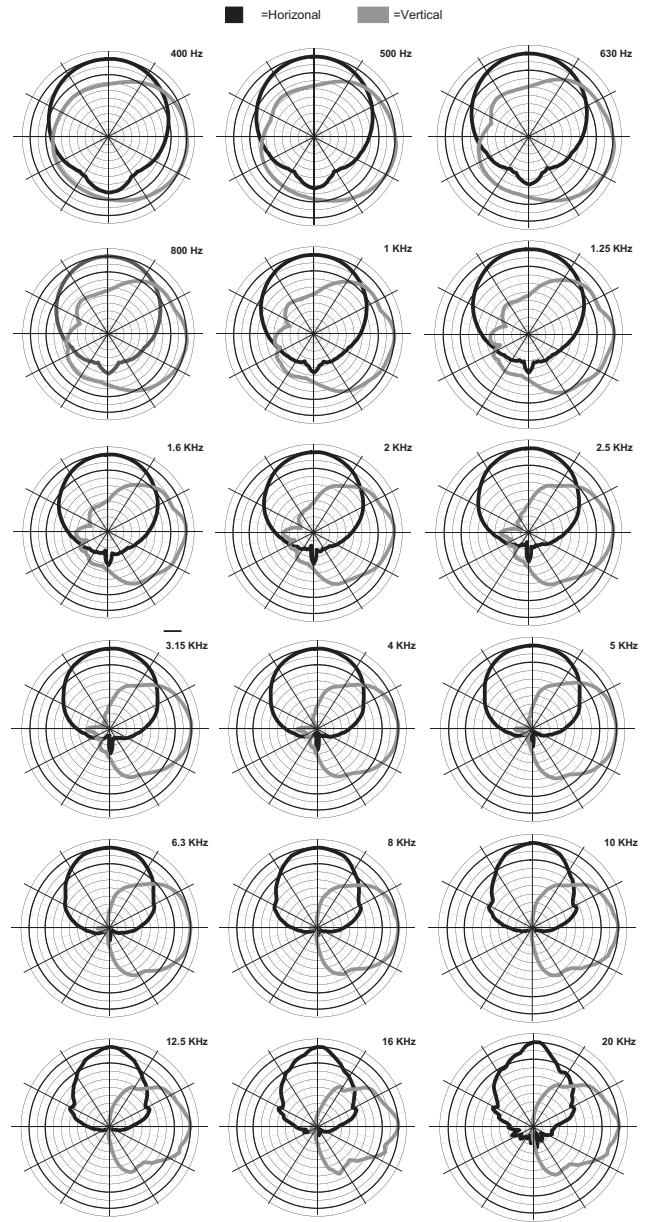 =Horizonal =Vertical
400 Hz 500 Hz 630 Hz
800 Hz 1 KHz 1.25 KHz
1.6 KHz 2 KHz 2.5 KHz
3.15 KHz 4 KHz 5 KHz
6.3 KHz 8 KHz 10 KHz
12.5 KHz 16 KHz 20 KHz